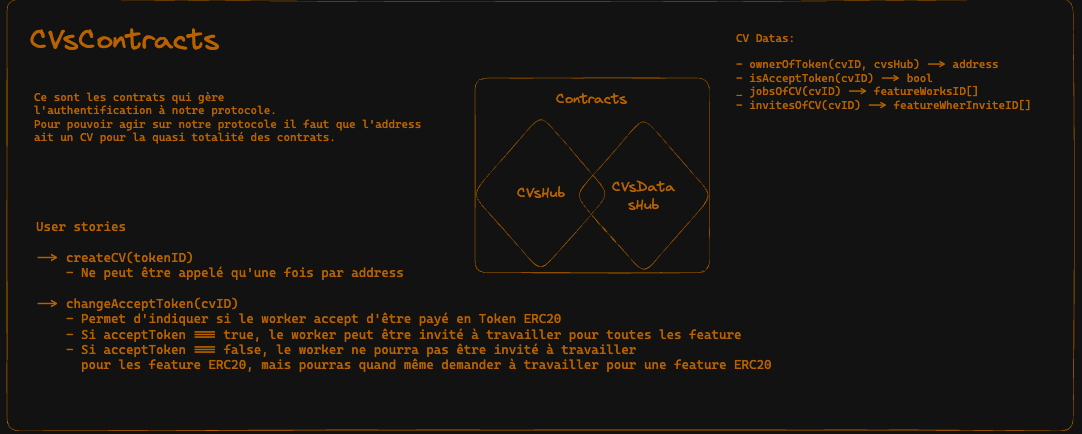 CVsContracts
Ce sont les contrats qui gère
l'authentification à notre protocole.
Pour pouvoir agir sur notre protocole il faut que l'address
ait un CV pour la quasi totalité des contrats.
Contracts
CVsHub
CVsData
sHub
CV Datas:
- ownerOfToken(cvID, cvsHub) —> address
- isAcceptToken(cvID) —> bool
_ jobsOfCV(cvID) —> featureWorksID[]
- invitesOfCV(cvID) —> featureWherInviteID[]
User stories
—> createCV(tokenID)
- Ne peut être appelé qu'une fois par address
—> changeAcceptToken(cvID)
- Permet d'indiquer si le worker accept d'être payé en Token ERC20
- Si acceptToken === true, le worker peut être invité à travailler pour toutes les feature
- Si acceptToken === false, le worker ne pourra pas être invité à travailler
pour les feature ERC20, mais pourras quand même demander à travailler pour une feature ERC20